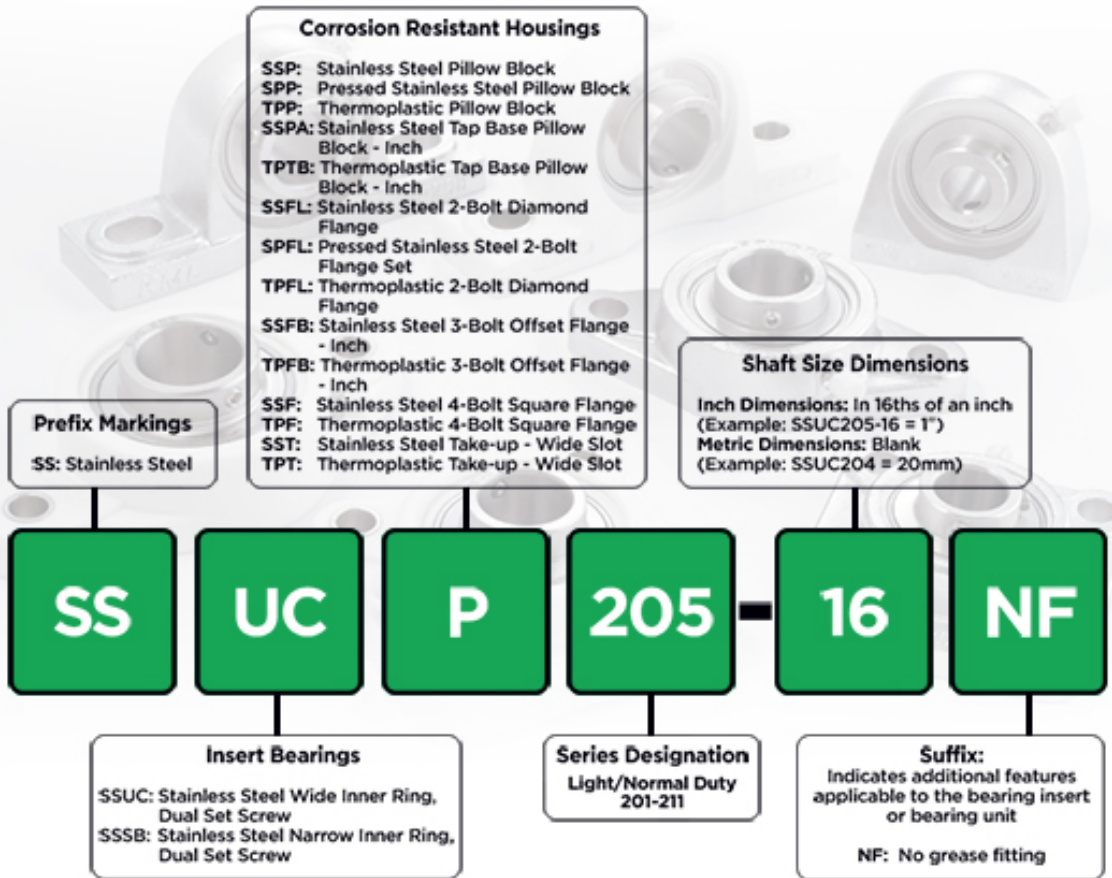 Corrosion Resistant Housings
SSP: Stainless Steel Pillow Block
SPP: Pressed Stainless Steel Pillow Block
TPP: Thermoplastic Pillow Block
SSPA: Stainless Steel Tap Base Pillow
Block - Inch
TPTB: Thermoplastic Tap Base Pillow
Block - Inch
SSFL: Stainless Steel 2-Bolt Diamond
Flange
SPFL: Pressed Stainless Steel 2-Bolt
Flange Set
TPFL: Thermoplastic 2-Bolt Diamond
Flange
SSFB: Stainless Steel 3-Bolt Offset Flange
- Inch
TPFB: Thermoplastic 3-Bolt Offset Flange
- Inch
SSF: Stainless Steel 4-Bolt Square Flange
TPF: Thermoplastic 4-Bolt Square Flange
SST: Stainless Steel Take-up - Wide Slot
TPT: Thermoplastic Take-up - Wide Slot
Prefix Markings
SS: Stainless Steel
Shaft Size Dimensions
Inch Dimensions: In 16ths of an inch
(Example: SSUC205-16 = 1")
Metric Dimensions: Blank
(Example: SSUC204 = 20mm)
SS UC P 205 - 16 NF
Insert Bearings
SSUC: Stainless Steel Wide Inner Ring,
Dual Set Screw
SSSB: Stainless Steel Narrow Inner Ring,
Dual Set Screw
Series Designation
Light/Normal Duty
201-211
Suffix:
Indicates additional features
applicable to the bearing insert
or bearing unit
NF: No grease fitting